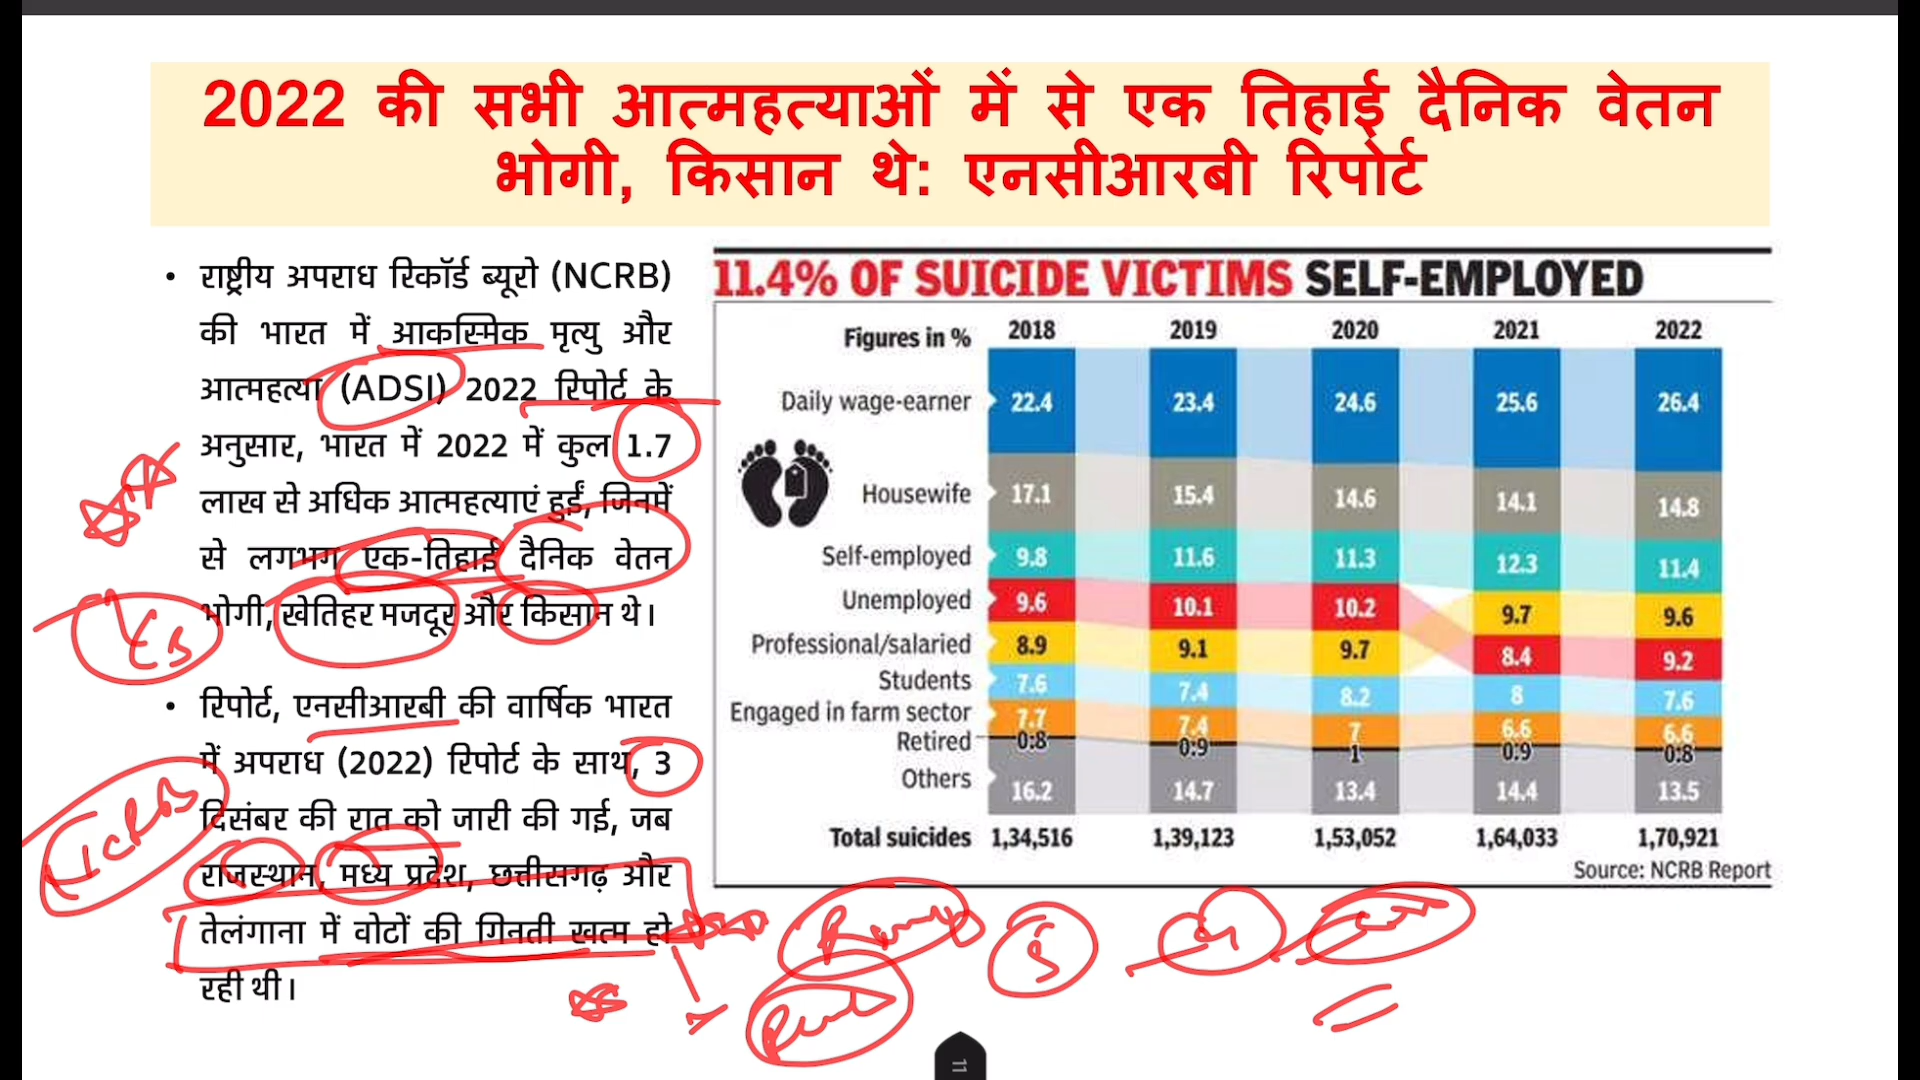 2022 की सभी आत्महत्याओं में से एक तिहाई दैनिक वेतन
भोगी, किसान थे: एनसीआरबी रिपोर्ट
• राष्ट्रीय अपराध रिकॉर्ड ब्यूरो (NCRB)
की भारत में आकस्मिक मृत्यु और
आत्महत्या (ADSI) 2022 रिपोर्ट के
अनुसार, भारत में 2022 में कुल 1.7
लाख से अधिक आत्महत्याएं हुईं, जिनमें
से लगभग एक-तिहाई दैनिक वेतन
भोगी, खेतिहर मजदूर और किसान थे।
• रिपोर्ट, एनसीआरबी की वार्षिक भारत
में अपराध (2022) रिपोर्ट के साथ, 3
दिसंबर की रात को जारी की गई, जब
राजस्थान, मध्य प्रदेश, छत्तीसगढ़ और
तेलंगाना में वोटों की गिनती खत्म हो
रही थी।
NCRB
11.4% OF SUICIDE VICTIMS SELF-EMPLOYED
Figures in % 2018 2019 2020 2021 2022
Daily wage-earner 22.4 23.4 24.6 25.6 26.4
Housewife 17.1 15.4 14.6 14.1 14.8
Self-employed 9.8 11.6 11.3 12.3 11.4
Unemployed 9.6 10.1 10.2 9.7 9.6
Professional/salaried 8.9 9.1 9.7 8.4 9.2
Students 7.6 7.4 8.2 8 7.6
Engaged in farm sector 7.7 7.4 7 6.6 6.6
Retired 0.8 0.9 1 0.9 0.8
Others 16.2 14.7 13.4 14.4 13.5
Total suicides 1,34,516 1,39,123 1,53,052 1,64,033 1,70,921
Source: NCRB Report
11